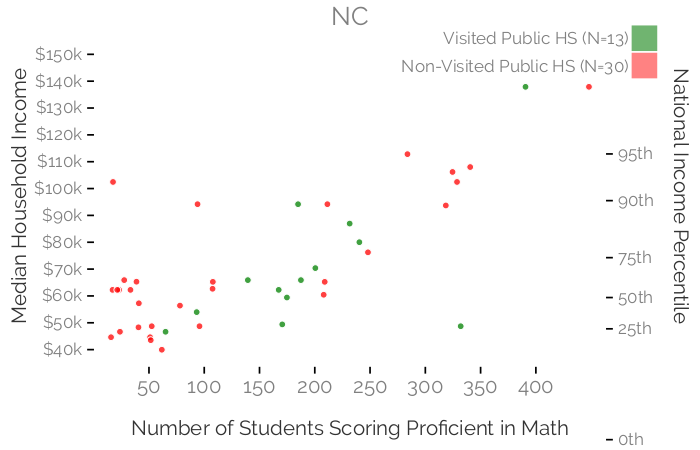 NC
Visited Public HS (N=13)
Non-Visited Public HS (N=30)
Median Household Income
$150k
$140k
$130k
$120k
$110k
$100k
$90k
$80k
$70k
$60k
$50k
$40k
National Income Percentile
95th
90th
75th
50th
25th
0th
50 100 150 200 250 300 350 400
Number of Students Scoring Proficient in Math